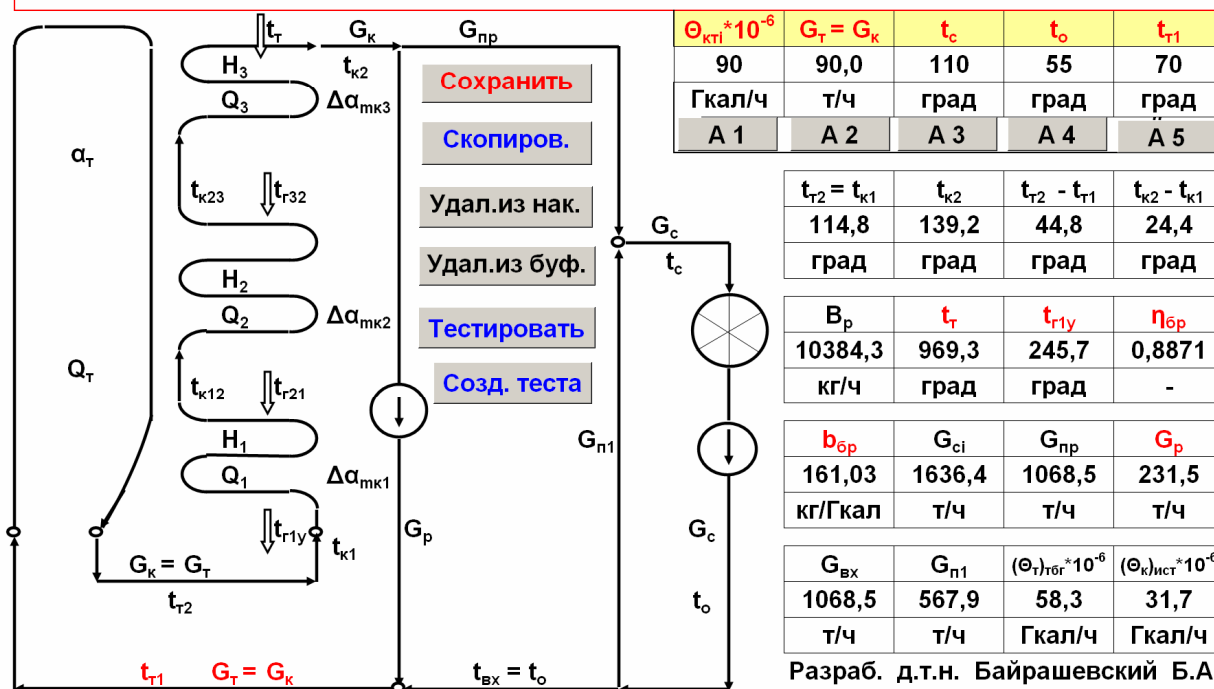 Θктi*10-6 Gт = Gк tс tо tт1
90 90,0 110 55 70
Гкал/ч т/ч град град град
А 1 А 2 А 3 А 4 А 5
tт2 = tк1 tк2 tт2 - tт1 tк2 - tк1
114,8 139,2 44,8 24,4
град град град град
Вр tт tг1у ηбр
10384,3 969,3 245,7 0,8871
кг/ч град град -
bбр Gсi Gпр Gр
161,03 1636,4 1068,5 231,5
кг/Гкал т/ч т/ч т/ч
Gвх Gп1 (Θт)тбг*10-6 (Θк)ист*10-6
1068,5 567,9 58,3 31,7
т/ч т/ч Гкал/ч Гкал/ч
Разраб. д.т.н. Байрашевский Б.А
tт Gк Gпр
H3 tк2
Q3 Δαmк3
αт
tк23 tг32
H2
Q2 Δαmк2
Qт
tк12 tг21
H1
Q1 Δαmк1
tг1у tк1
Gк = Gт
tт2
Сохранить
Скопиров.
Удал.из нак.
Удал.из буф.
Тестировать
Созд. теста
Gс
tс
Gп1
Gр Gс
tо
tт1 Gт = Gк tвх = tо